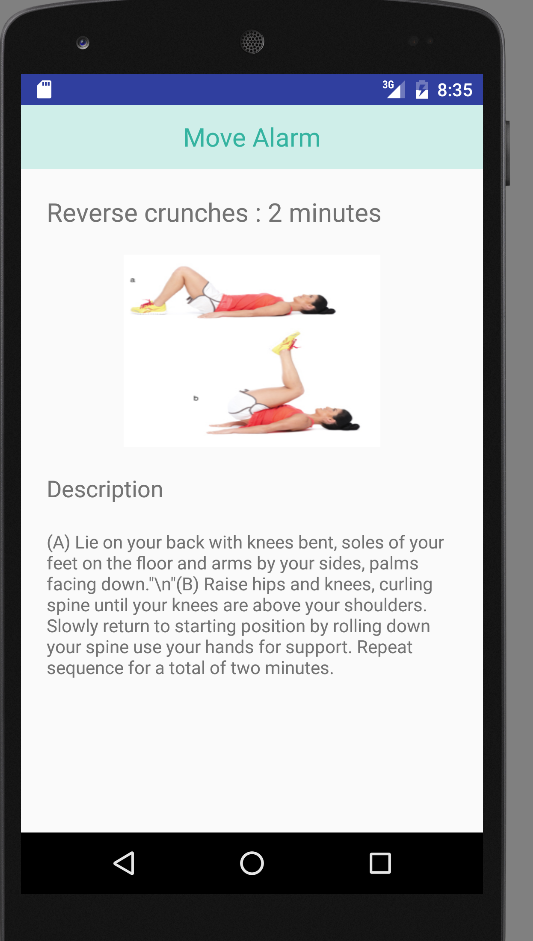 3G 8:35
Move Alarm
Reverse crunches : 2 minutes
a
b
Description
(A) Lie on your back with knees bent, soles of your
feet on the floor and arms by your sides, palms
facing down."\n"(B) Raise hips and knees, curling
spine until your knees are above your shoulders.
Slowly return to starting position by rolling down
your spine use your hands for support. Repeat
sequence for a total of two minutes.